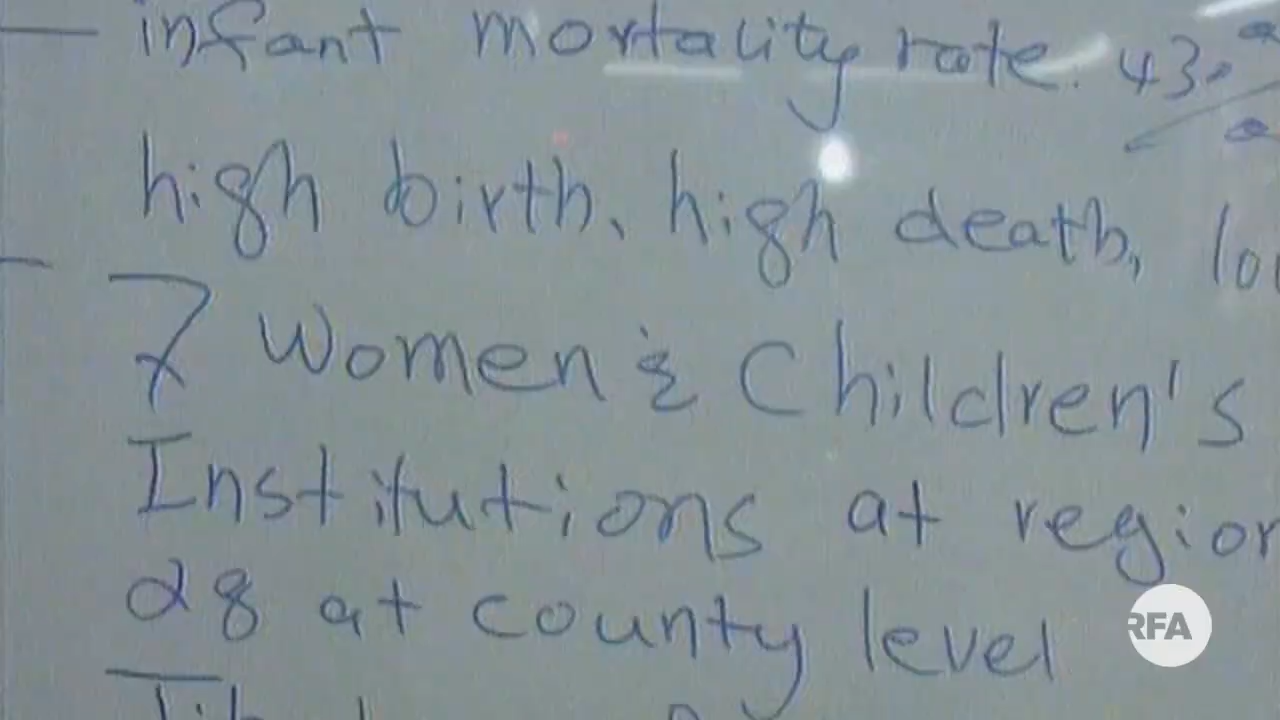 — infant mortality rate. 43.
high birth, high death,
- 7 Women & Children's
Institutions at
28 at county level
RFA